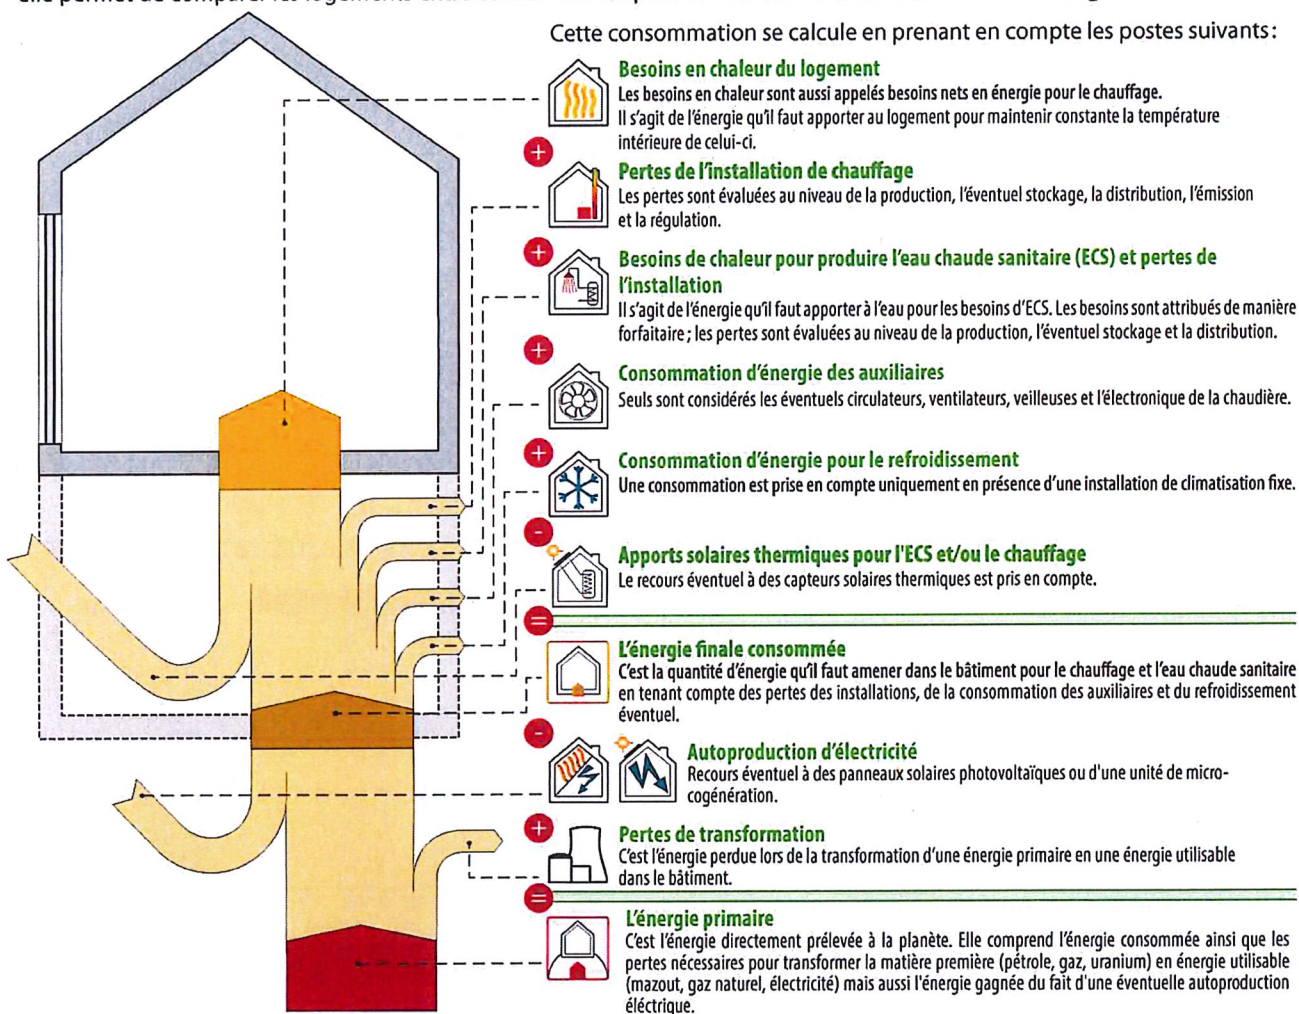 Cette consommation se calcule en prenant en compte les postes suivants:
Besoins en chaleur du logement
Les besoins en chaleur sont aussi appelés besoins nets en énergie pour le chauffage.
Il s'agit de l'énergie qu'il faut apporter au logement pour maintenir constante la température
intérieure de celui-ci.
+
Pertes de l'installation de chauffage
Les pertes sont évaluées au niveau de la production, l'éventuel stockage, la distribution, l'émission
et la régulation.
+
Besoins de chaleur pour produire l'eau chaude sanitaire (ECS) et pertes de
l'installation
Il s'agit de l'énergie qu'il faut apporter à l'eau pour les besoins d'ECS. Les besoins sont attribués de manière
forfaitaire; les pertes sont évaluées au niveau de la production, l'éventuel stockage et la distribution.
+
Consommation d'énergie des auxiliaires
Seuls sont considérés les éventuels circulateurs, ventilateurs, veilleuses et l'électronique de la chaudière.
+
Consommation d'énergie pour le refroidissement
Une consommation est prise en compte uniquement en présence d'une installation de climatisation fixe.
-
Apports solaires thermiques pour l'ECS et/ou le chauffage
Le recours éventuel à des capteurs solaires thermiques est pris en compte.
=
L'énergie finale consommée
C'est la quantité d'énergie qu'il faut amener dans le bâtiment pour le chauffage et l'eau chaude sanitaire
en tenant compte des pertes des installations, de la consommation des auxiliaires et du refroidissement
éventuel.
-
Autoproduction d'électricité
Recours éventuel à des panneaux solaires photovoltaïques ou d'une unité de micro-
cogénération.
+
Pertes de transformation
C'est l'énergie perdue lors de la transformation d'une énergie primaire en une énergie utilisable
dans le bâtiment.
=
L'énergie primaire
C'est l'énergie directement prélevée à la planète. Elle comprend l'énergie consommée ainsi que les
pertes nécessaires pour transformer la matière première (pétrole, gaz, uranium) en énergie utilisable
(mazout, gaz naturel, électricité) mais aussi l'énergie gagnée du fait d'une éventuelle autoproduction
éléctrique.